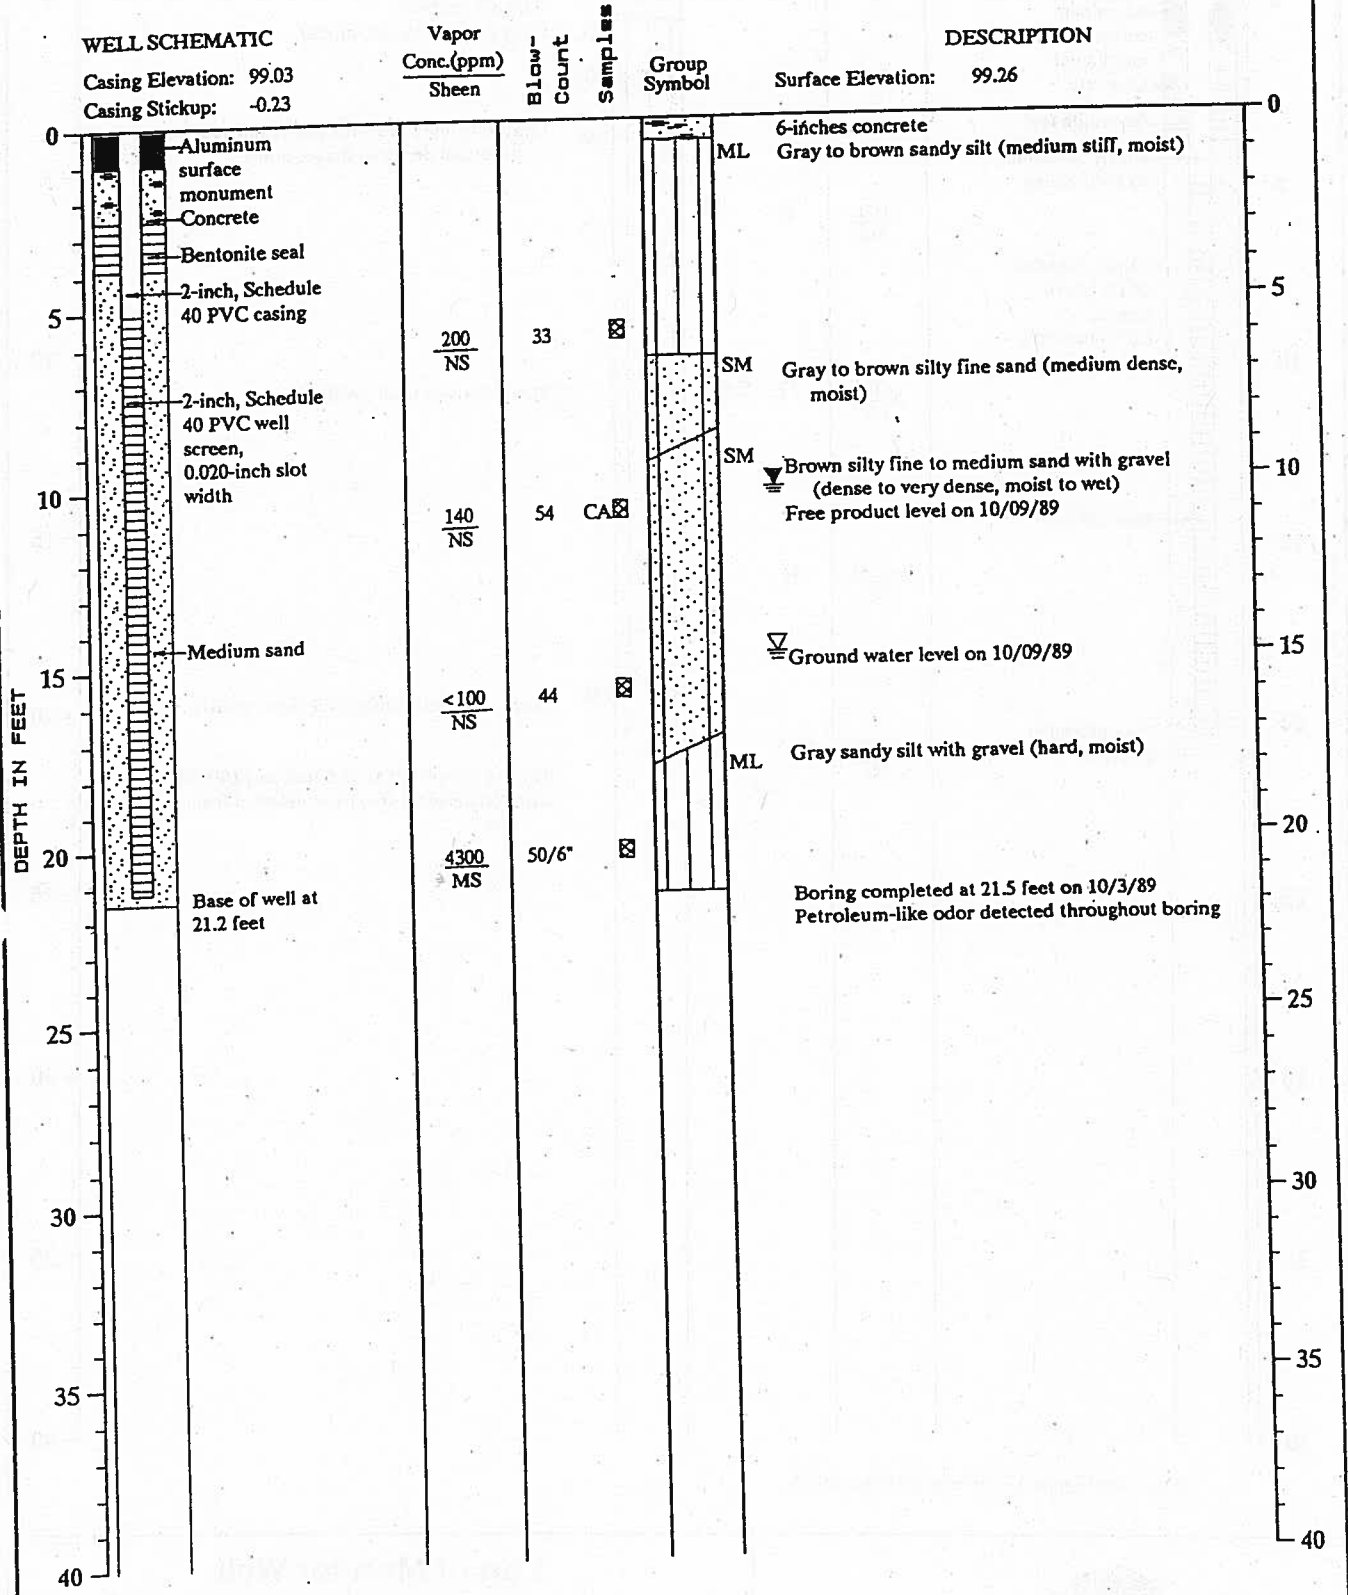 WELL SCHEMATIC
Casing Elevation: 99.03
Casing Stickup: -0.23
Vapor
Conc.(ppm)
Sheen
Blow-
Count
Samples
Group
Symbol
DESCRIPTION
Surface Elevation: 99.26
DEPTH IN FEET
0
5
10
15
20
25
30
35
40
Aluminum
surface
monument
Concrete
Bentonite seal
2-inch, Schedule
40 PVC casing
2-inch, Schedule
40 PVC well
screen,
0.020-inch slot
width
Medium sand
Base of well at
21.2 feet
200
NS
33
140
NS
54 CA
<100
NS
44
4300
MS
50/6"
6-inches concrete
ML Gray to brown sandy silt (medium stiff, moist)
SM Gray to brown silty fine sand (medium dense,
moist)
SM Brown silty fine to medium sand with gravel
(dense to very dense, moist to wet)
Free product level on 10/09/89
Ground water level on 10/09/89
ML Gray sandy silt with gravel (hard, moist)
Boring completed at 21.5 feet on 10/3/89
Petroleum-like odor detected throughout boring
0
5
10
15
20
25
30
35
40